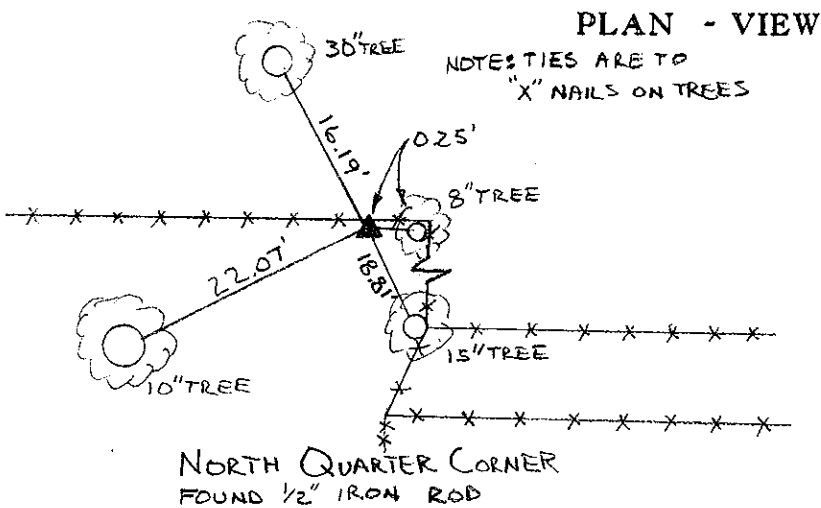 PLAN - VIEW
NOTE: TIES ARE TO
"X" NAILS ON TREES
30" TREE
16.19'
0.25'
8" TREE
22.07'
18.81'
15" TREE
10" TREE
NORTH QUARTER CORNER
FOUND 1/2" IRON ROD